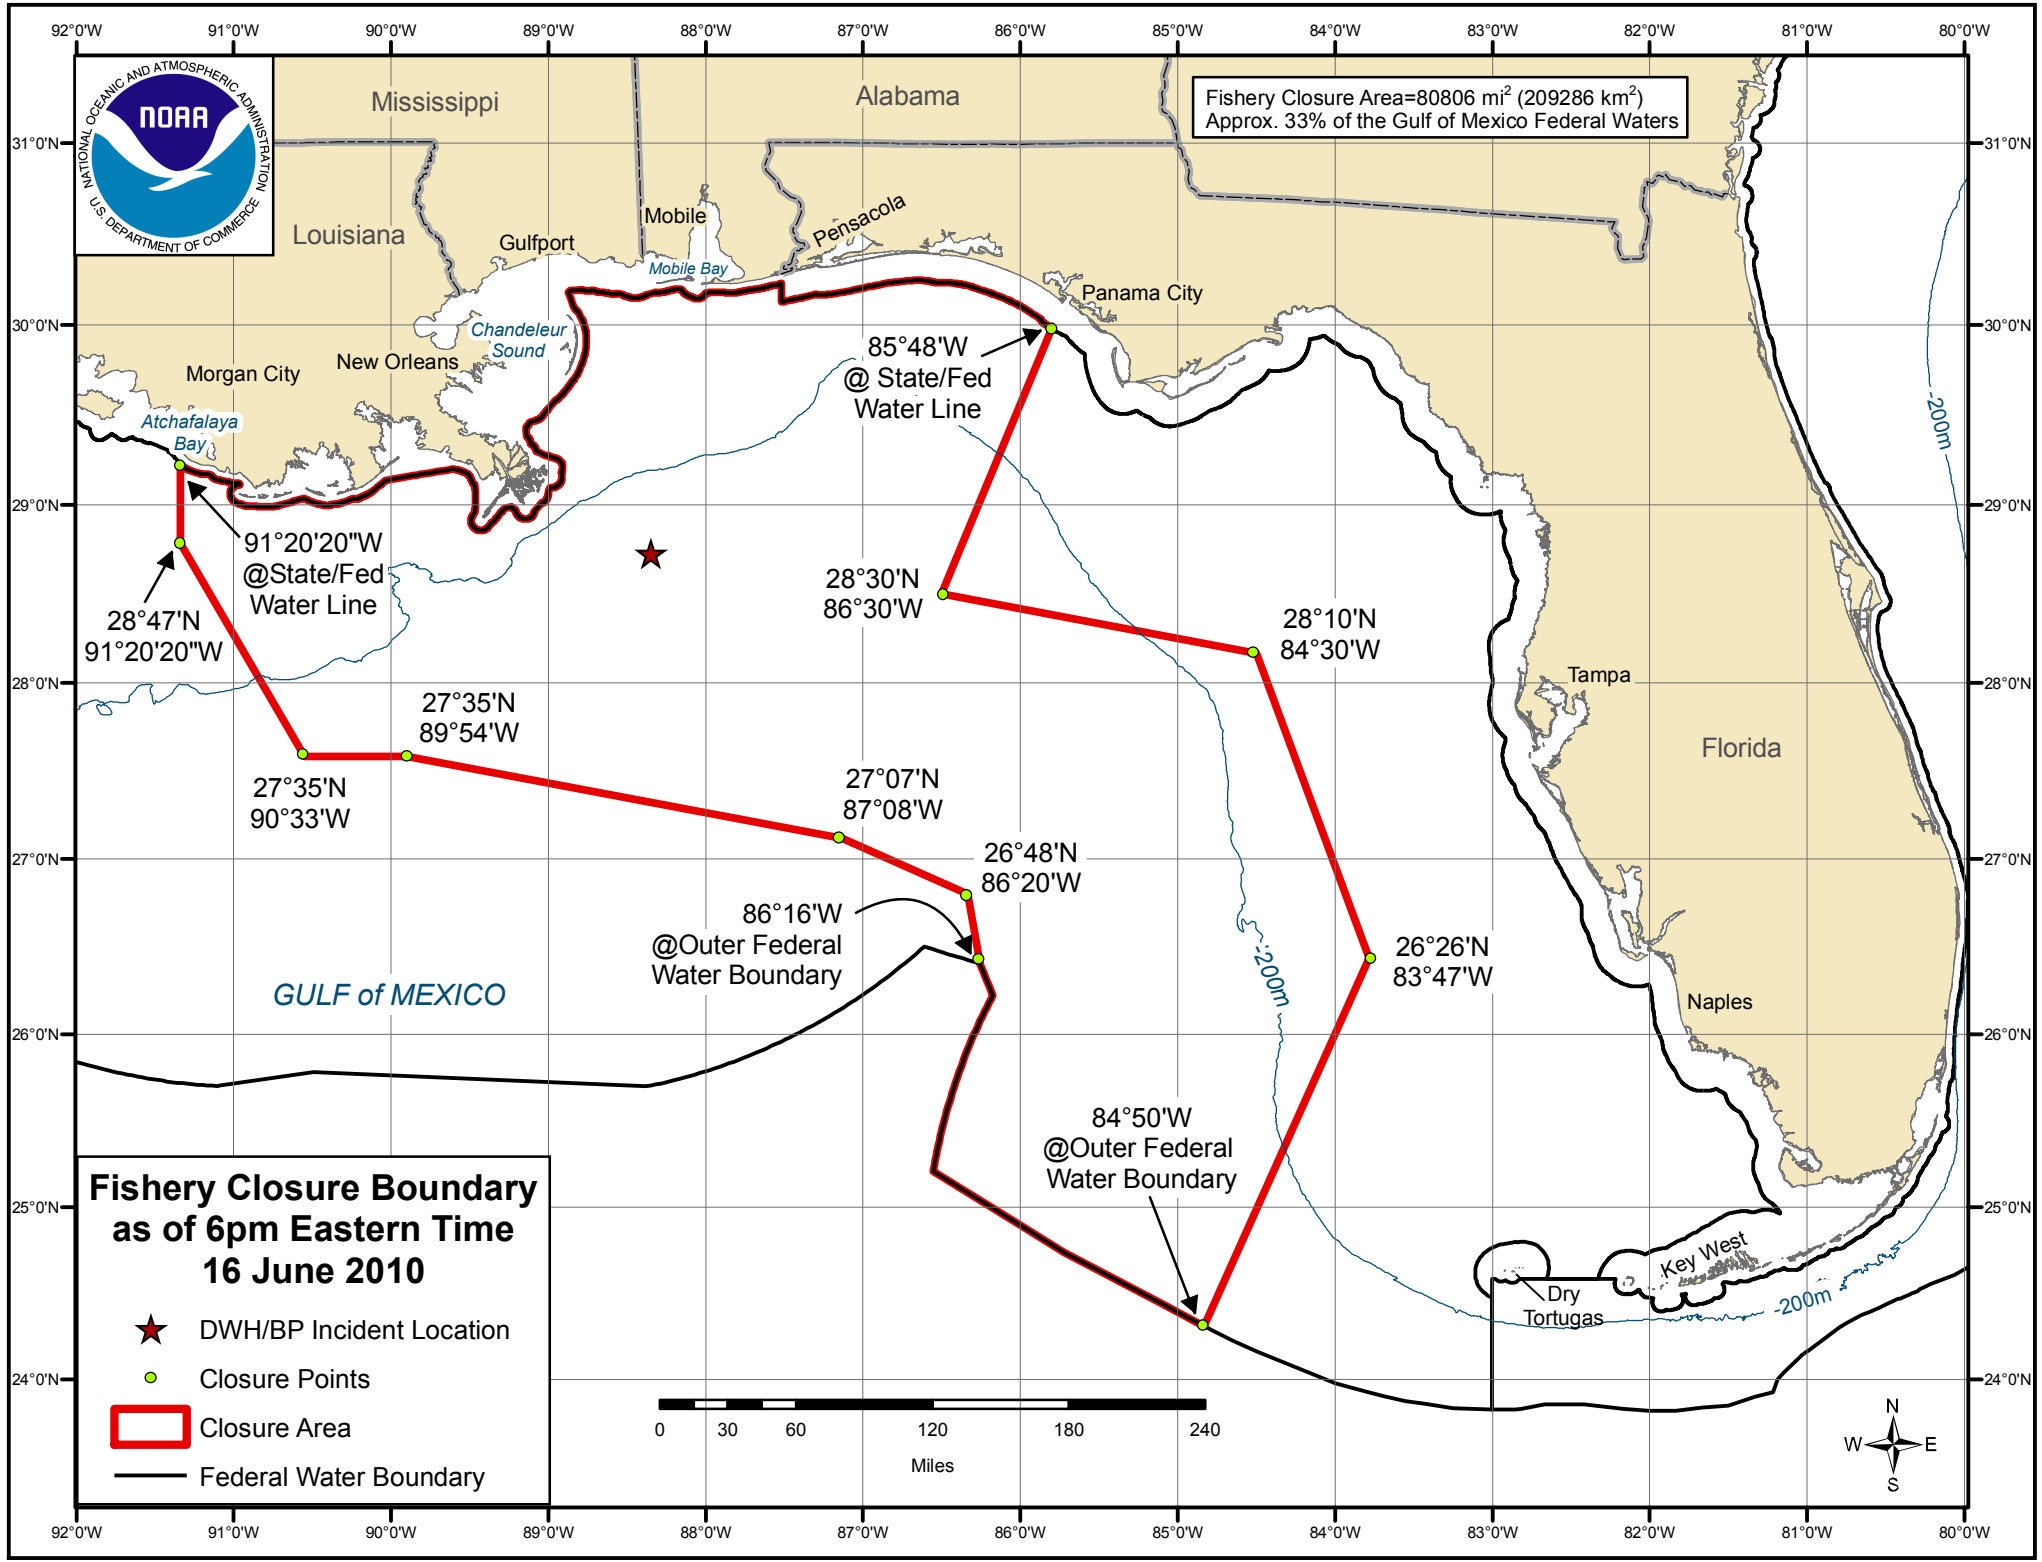 92°0'W 91°0'W 90°0'W 89°0'W 88°0'W 87°0'W 86°0'W 85°0'W 84°0'W 83°0'W 82°0'W 81°0'W 80°0'W
NATIONAL OCEANIC AND ATMOSPHERIC ADMINISTRATION
NOAA
U.S. DEPARTMENT OF COMMERCE
Mississippi
Alabama
Fishery Closure Area=80806 mi² (209286 km²)
Approx. 33% of the Gulf of Mexico Federal Waters
31°0'N
31°0'N
Louisiana
Gulfport
Mobile
Mobile Bay
Pensacola
Panama City
30°0'N
30°0'N
Chandeleur
Sound
New Orleans
Morgan City
Atchafalaya
Bay
85°48'W
@ State/Fed
Water Line
-200m
29°0'N
29°0'N
91°20'20"W
@State/Fed
Water Line
28°47'N
91°20'20"W
28°30'N
86°30'W
28°10'N
84°30'W
Tampa
28°0'N
28°0'N
27°35'N
89°54'W
Florida
27°35'N
90°33'W
27°07'N
87°08'W
27°0'N
27°0'N
26°48'N
86°20'W
86°16'W
@Outer Federal
Water Boundary
-200m
26°26'N
83°47'W
GULF of MEXICO
Naples
26°0'N
26°0'N
84°50'W
@Outer Federal
Water Boundary
25°0'N
25°0'N
Key West
Dry
Tortugas
-200m
24°0'N
24°0'N
Fishery Closure Boundary
as of 6pm Eastern Time
16 June 2010
DWH/BP Incident Location
Closure Points
Closure Area
Federal Water Boundary
0 30 60 120 180 240
Miles
N
W E
S
92°0'W 91°0'W 90°0'W 89°0'W 88°0'W 87°0'W 86°0'W 85°0'W 84°0'W 83°0'W 82°0'W 81°0'W 80°0'W